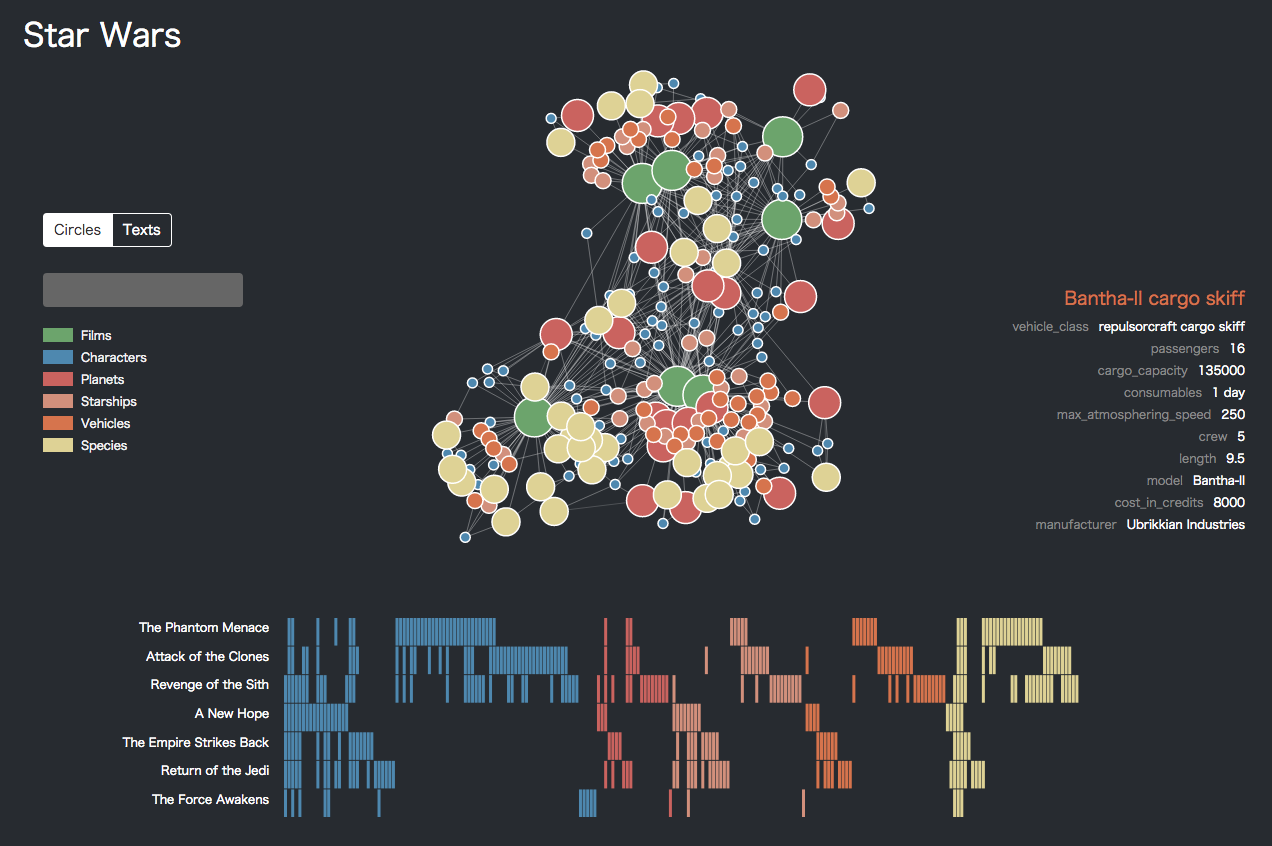 Star Wars
Circles Texts
Films
Characters
Planets
Starships
Vehicles
Species
Bantha-II cargo skiff
vehicle_class repulsorcraft cargo skiff
passengers 16
cargo_capacity 135000
consumables 1 day
max_atmosphering_speed 250
crew 5
length 9.5
model Bantha-II
cost_in_credits 8000
manufacturer Ubrikkian Industries
The Phantom Menace
Attack of the Clones
Revenge of the Sith
A New Hope
The Empire Strikes Back
Return of the Jedi
The Force Awakens